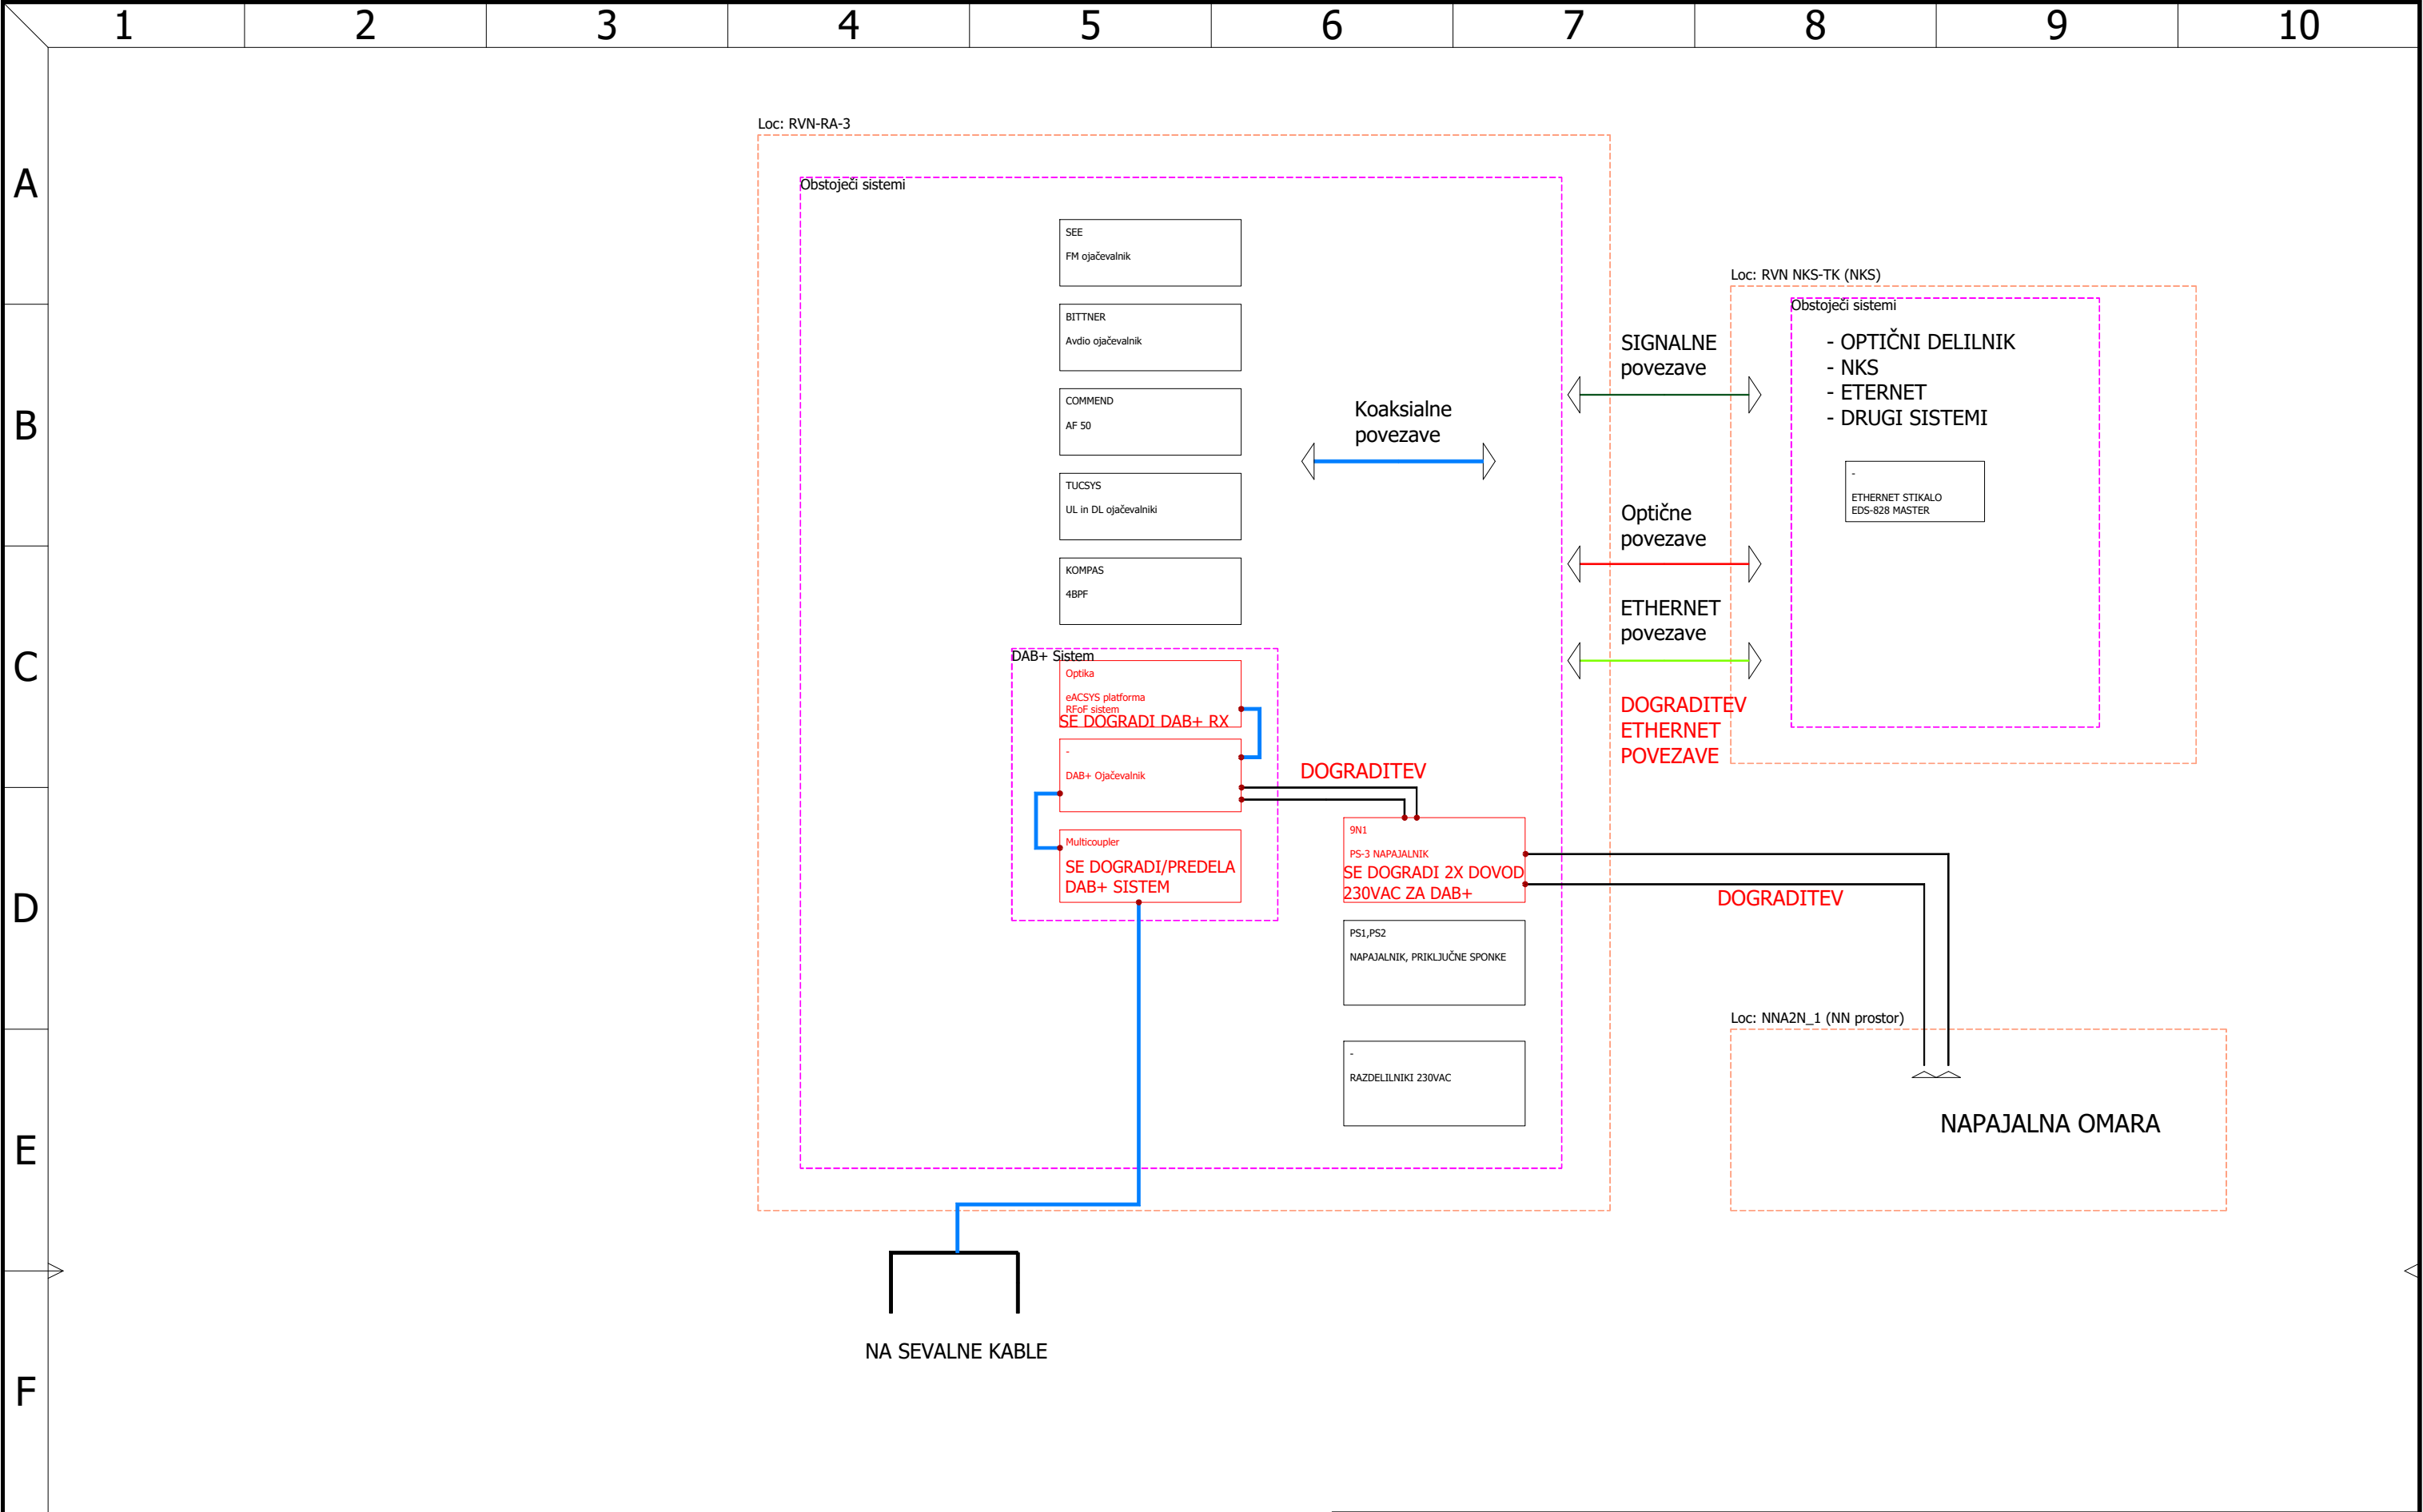 1 2 3 4 5 6 7 8 9 10
A
B
C
D
E
F
Loc: RVN-RA-3
Obstoječi sistemi
SEE
FM ojačevalnik
BITTNER
Avdio ojačevalnik
COMMEND
AF 50
TUCSYS
UL in DL ojačevalniki
KOMPAS
4BPF
DAB+ Sistem
Optika
eACSYS platforma
RFoF sistem
SE DOGRADI DAB+ RX
-
DAB+ Ojačevalnik
Multicoupler
SE DOGRADI/PREDELA
DAB+ SISTEM
Koaksialne
povezave
DOGRADITEV
9N1
PS-3 NAPAJALNIK
SE DOGRADI 2X DOVOD
230VAC ZA DAB+
PS1,PS2
NAPAJALNIK, PRIKLJUČNE SPONKE
-
RAZDELILNIKI 230VAC
SIGNALNE
povezave
Optične
povezave
ETHERNET
povezave
DOGRADITEV
ETHERNET
POVEZAVE
DOGRADITEV
Loc: RVN NKS-TK (NKS)
Obstoječi sistemi
- OPTIČNI DELILNIK
- NKS
- ETERNET
- DRUGI SISTEMI
-
ETHERNET STIKALO
EDS-828 MASTER
Loc: NNA2N_1 (NN prostor)
NAPAJALNA OMARA
NA SEVALNE KABLE